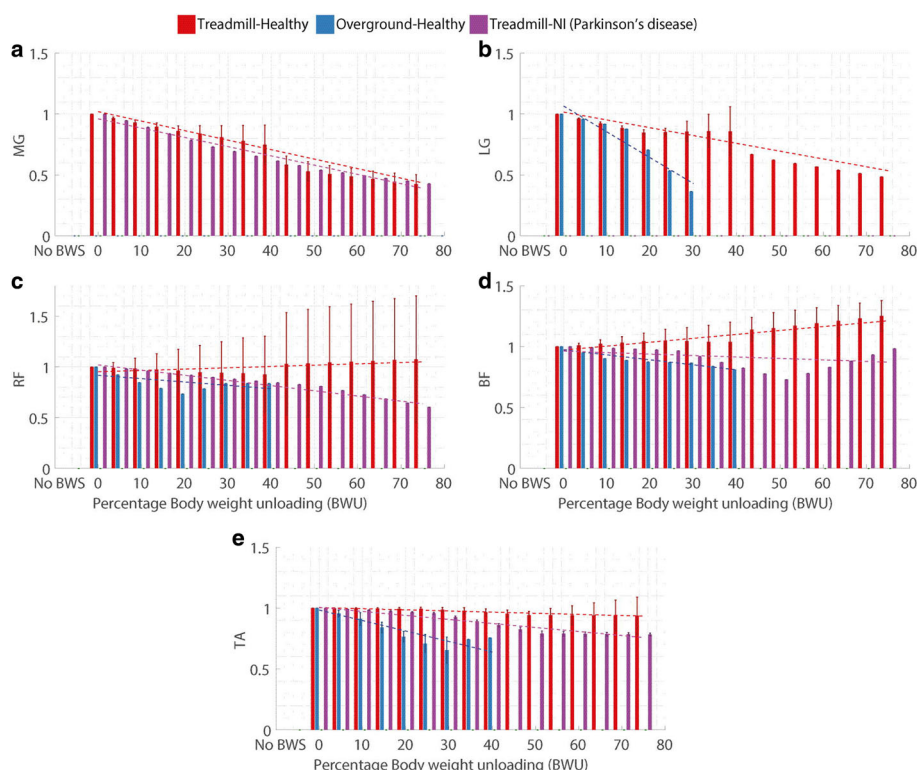 Treadmill-Healthy Overground-Healthy Treadmill-NI (Parkinson's disease)
a
b
1.5
1
0.5
0
MG
No BWS 0 10 20 30 40 50 60 70 80
1.5
1
0.5
0
LG
No BWS 0 10 20 30 40 50 60 70 80
c
d
1.5
1
0.5
0
RF
No BWS 0 10 20 30 40 50 60 70 80
Percentage Body weight unloading (BWU)
1.5
1
0.5
0
BF
No BWS 0 10 20 30 40 50 60 70 80
Percentage Body weight unloading (BWU)
e
1.5
1
0.5
0
TA
No BWS 0 10 20 30 40 50 60 70 80
Percentage Body weight unloading (BWU)